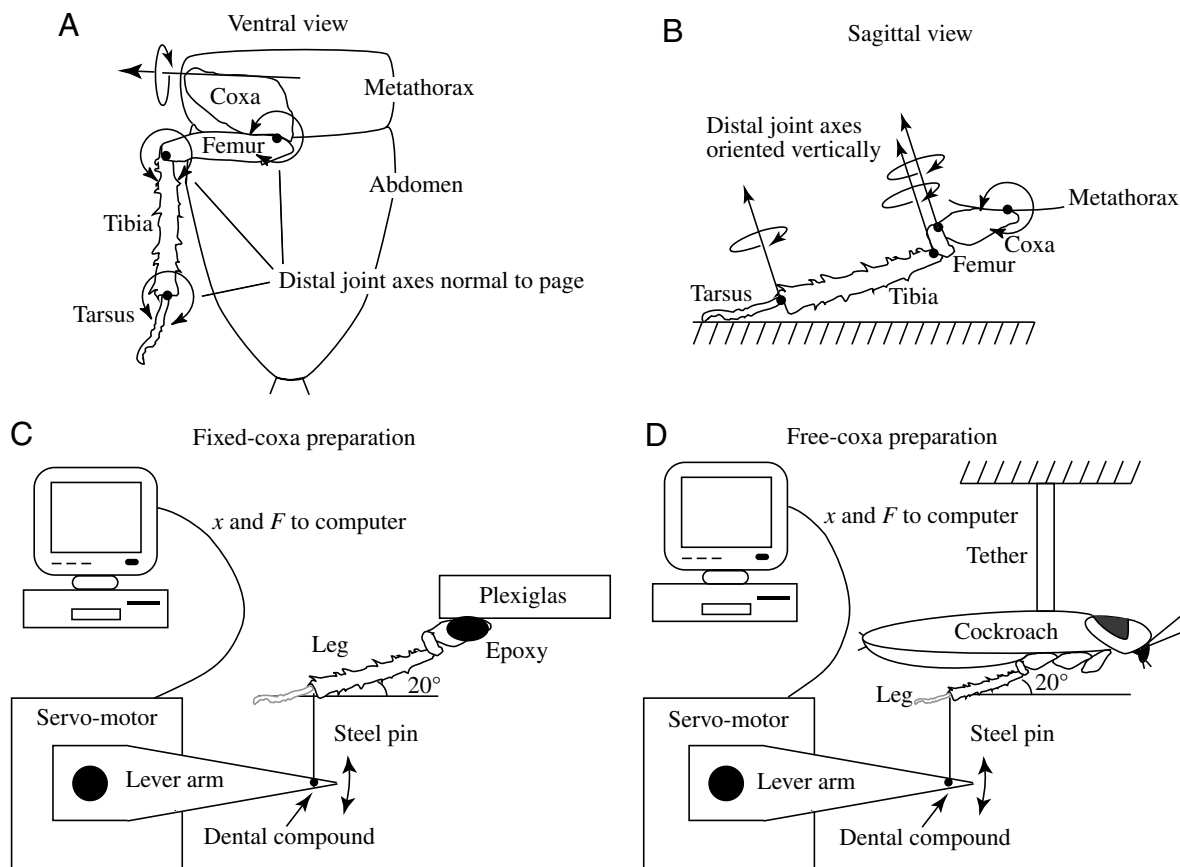 A
Ventral view
Coxa
Metathorax
Femur
Abdomen
Tibia
Distal joint axes normal to page
Tarsus
B
Sagittal view
Distal joint axes
oriented vertically
Metathorax
Coxa
Femur
Tarsus
Tibia
C
Fixed-coxa preparation
x and F to computer
Plexiglas
Leg
Epoxy
20°
Servo-motor
Steel pin
Lever arm
Dental compound
D
Free-coxa preparation
x and F to computer
Tether
Cockroach
Leg
20°
Servo-motor
Steel pin
Lever arm
Dental compound